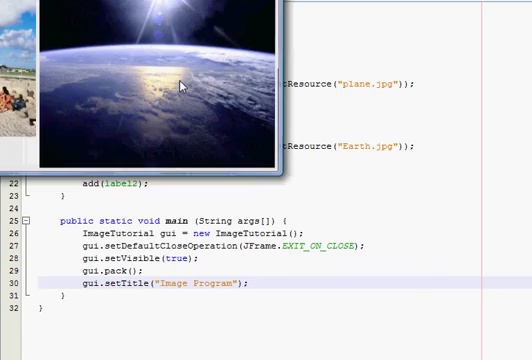 etResource("plane.jpg"));
etResource("Earth.jpg"));
22 add(label2);
23 }
24
25 public static void main (String args[]) {
26 ImageTutorial gui = new ImageTutorial();
27 gui.setDefaultCloseOperation(JFrame.EXIT_ON_CLOSE);
28 gui.setVisible(true);
29 gui.pack();
30 gui.setTitle("Image Program");
31 }
32 }